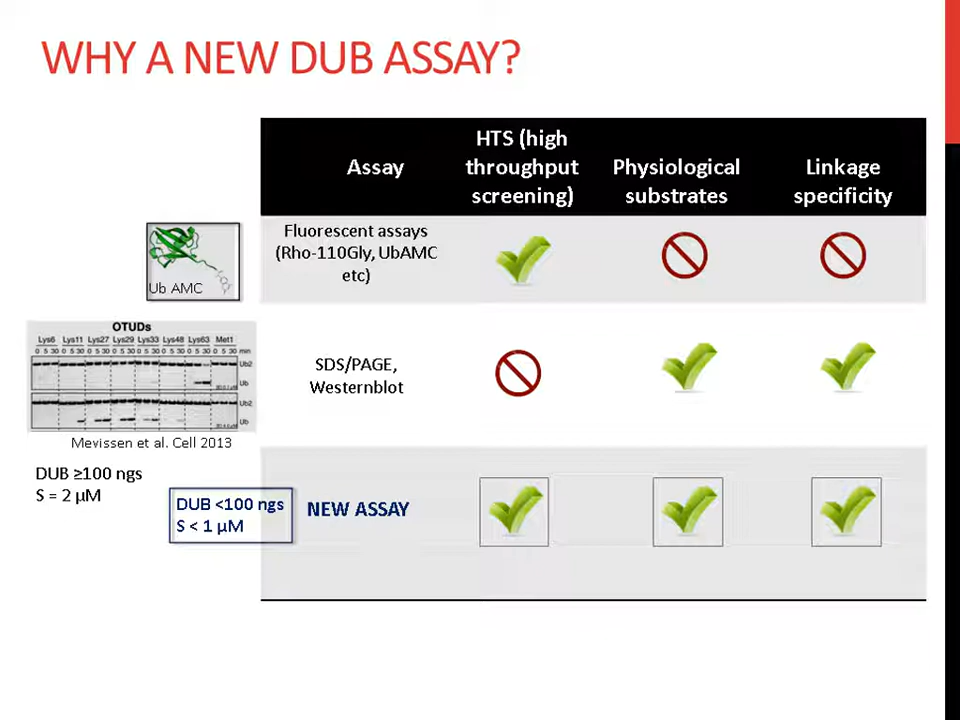 WHY A NEW DUB ASSAY?
Assay
HTS (high
throughput
screening)
Physiological
substrates
Linkage
specificity
Ub AMC
Fluorescent assays
(Rho-110Gly, UbAMC
etc)
OTUDs
Lys6 Lys11 Lys27 Lys29 Lys33 Lys48 Lys63 Met1
0 5 30 0 5 30 0 5 30 0 5 30 0 5 30 0 5 30 0 5 30 0 5 30 min
Ub2
Ub
Ub2
Ub
SDS/PAGE,
Westernblot
Mevissen et al. Cell 2013
DUB ≥100 ngs
S = 2 µM
DUB <100 ngs
S < 1 µM
NEW ASSAY